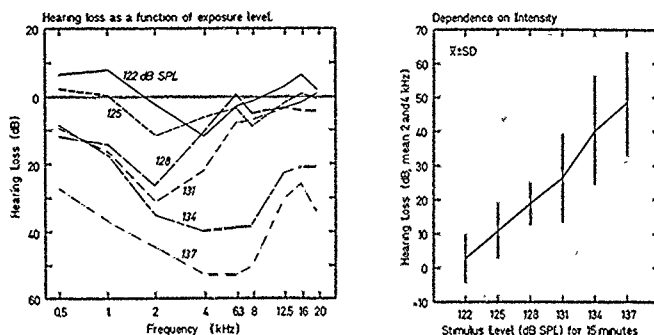 Hearing loss as a function of exposure level.
20
0
20
40
60
Hearing Loss (dB)
122 dB SPL
125
128
131
134
137
0.5 1 2 4 6.3 8 12.5 16 20
Frequency (kHz)
Dependence on Intensity
X̄±SD
70
60
50
40
30
20
10
0
+10
Hearing Loss (dB, mean 2 and 4 kHz)
122 125 128 131 134 137
Stimulus Level (dB SPL) for 15 minutes